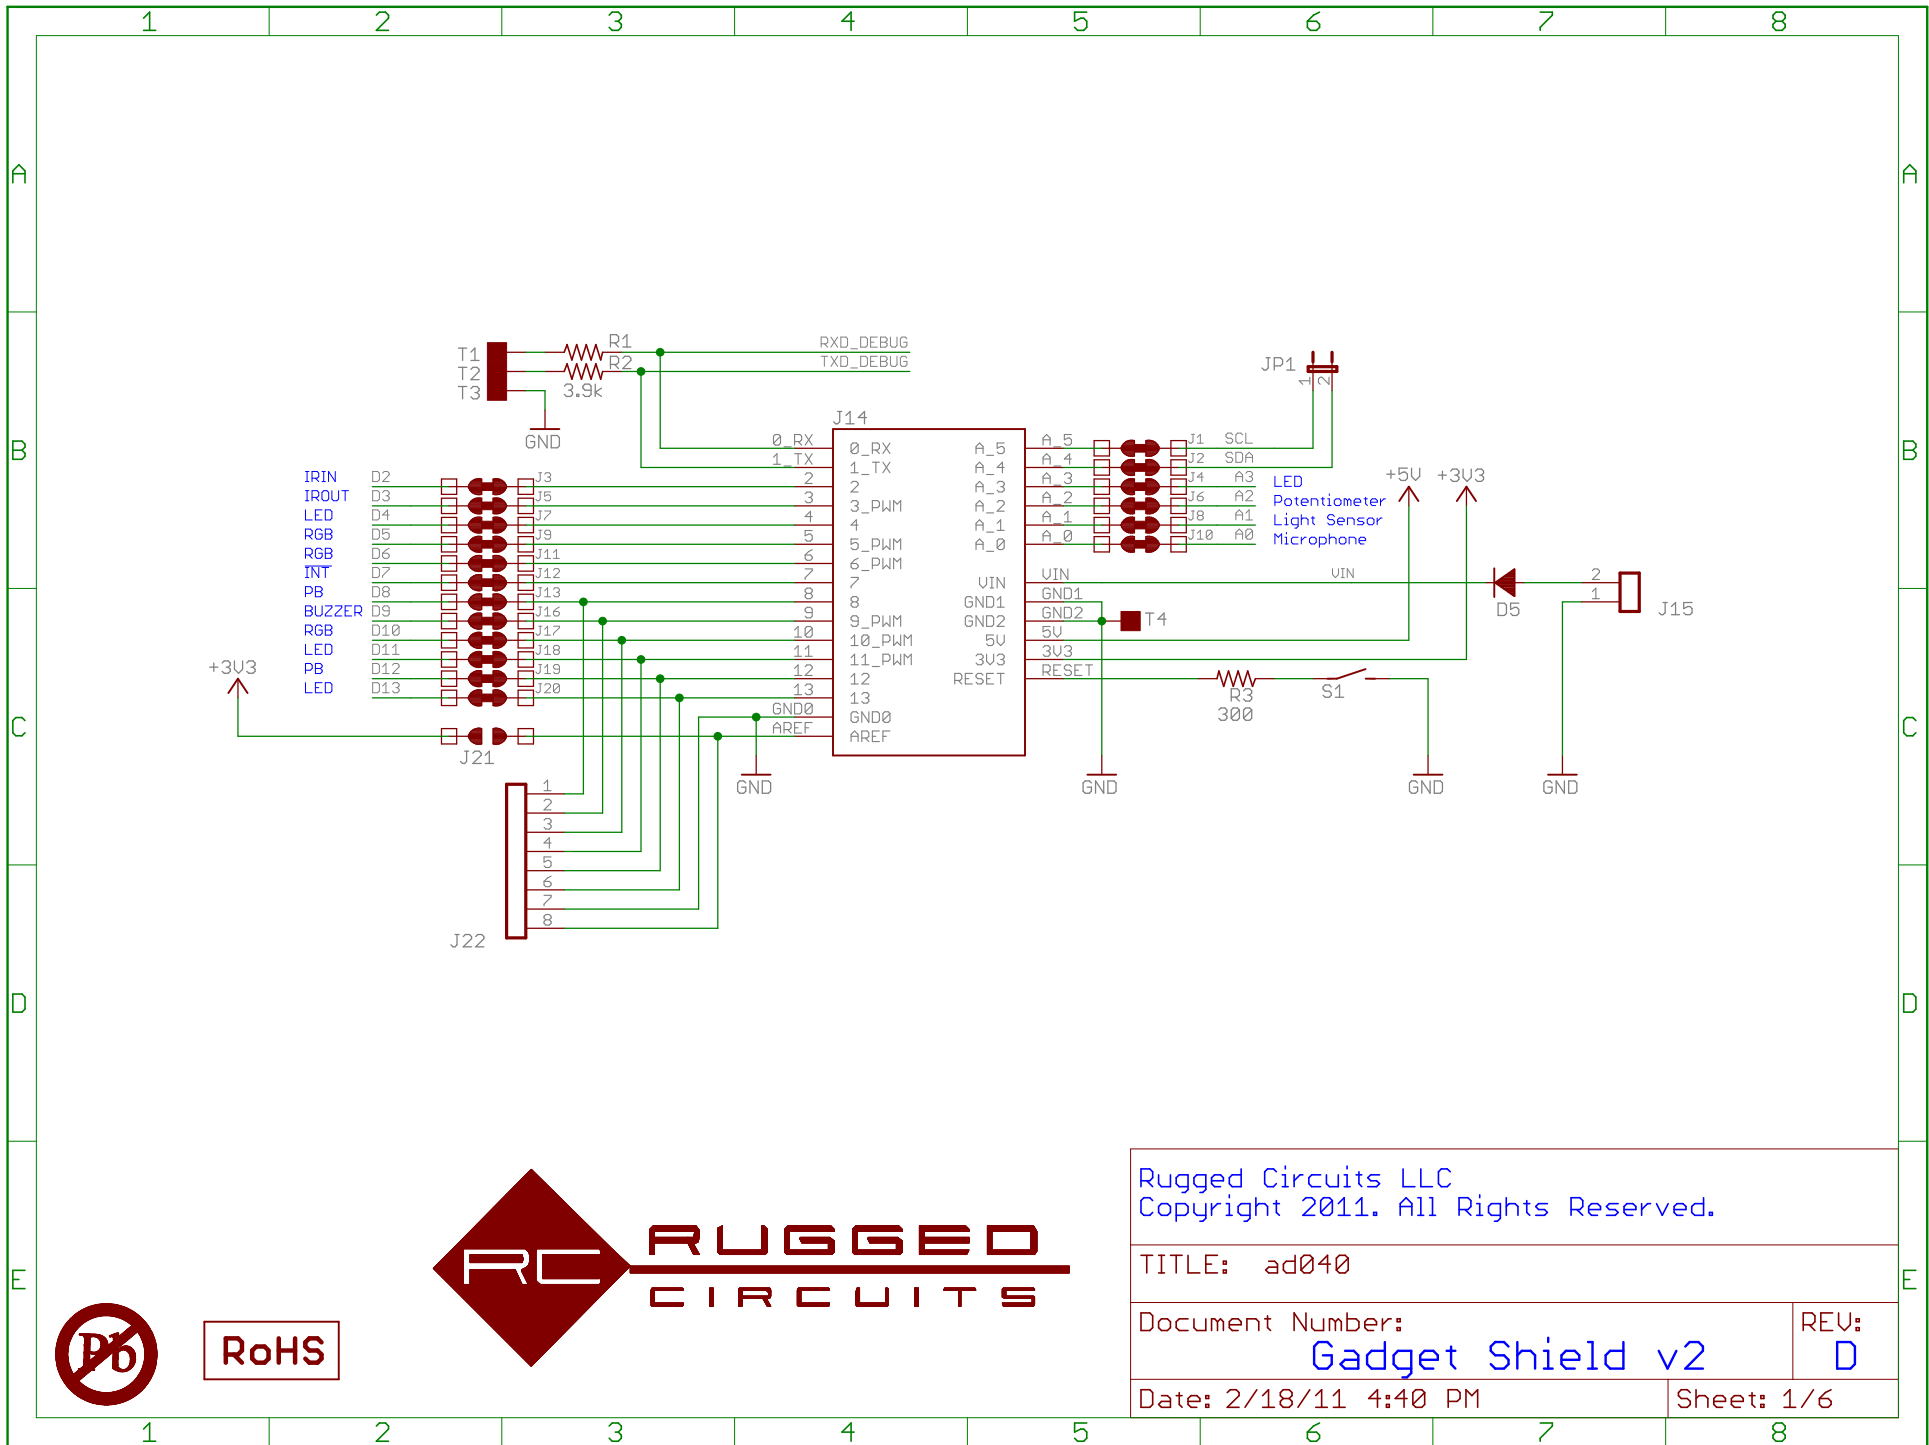 1 2 3 4 5 6 7 8
A A
B B
C C
D D
E E
T1
T2
T3
R1
R2
3.9k
GND
RXD_DEBUG
TXD_DEBUG
JP1
1 2
J14
0_RX 0_RX A_5 A_5 J1 SCL
1_TX 1_TX A_4 A_4 J2 SDA
IRIN D2 J3 2 2 A_3 A_3 J4 A3 LED
IROUT D3 J5 3 3_PWM A_2 A_2 J6 A2 Potentiometer
LED D4 J7 4 4 A_1 A_1 J8 A1 Light Sensor
RGB D5 J9 5 5_PWM A_0 A_0 J10 A0 Microphone
RGB D6 J11 6 6_PWM
INT D7 J12 7 7 VIN VIN VIN
PB D8 J13 8 8 GND1 GND1
BUZZER D9 J16 9 9_PWM GND2 GND2 T4
RGB D10 J17 10 10_PWM 5V 5V
LED D11 J18 11 11_PWM 3V3 3V3
PB D12 J19 12 12 RESET RESET
LED D13 J20 13 13
GND0 GND0
AREF AREF
+5V +3V3
D5
2
1
J15
R3
300
S1
+3V3
J21
GND GND GND GND
1
2
3
4
5
6
7
8
J22
RC
RUGGED
CIRCUITS
Pb
RoHS
Rugged Circuits LLC
Copyright 2011. All Rights Reserved.
TITLE: ad040
Document Number: REV:
Gadget Shield v2 D
Date: 2/18/11 4:40 PM Sheet: 1/6
1 2 3 4 5 6 7 8